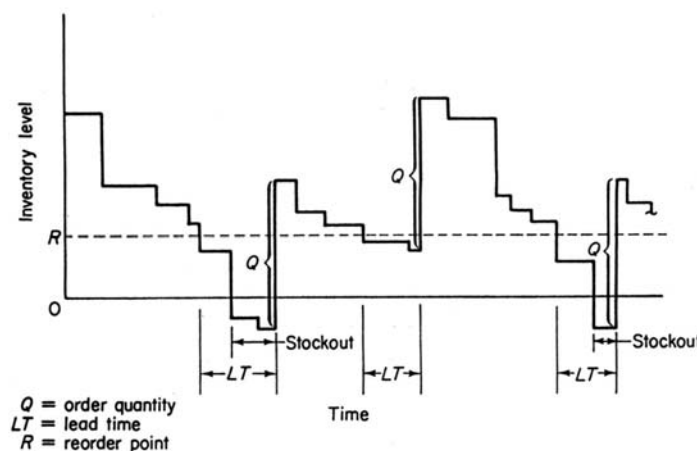 Inventory level
R
O
Q
Q
Q
Stockout
Stockout
LT
LT
LT
Time
Q = order quantity
LT = lead time
R = reorder point